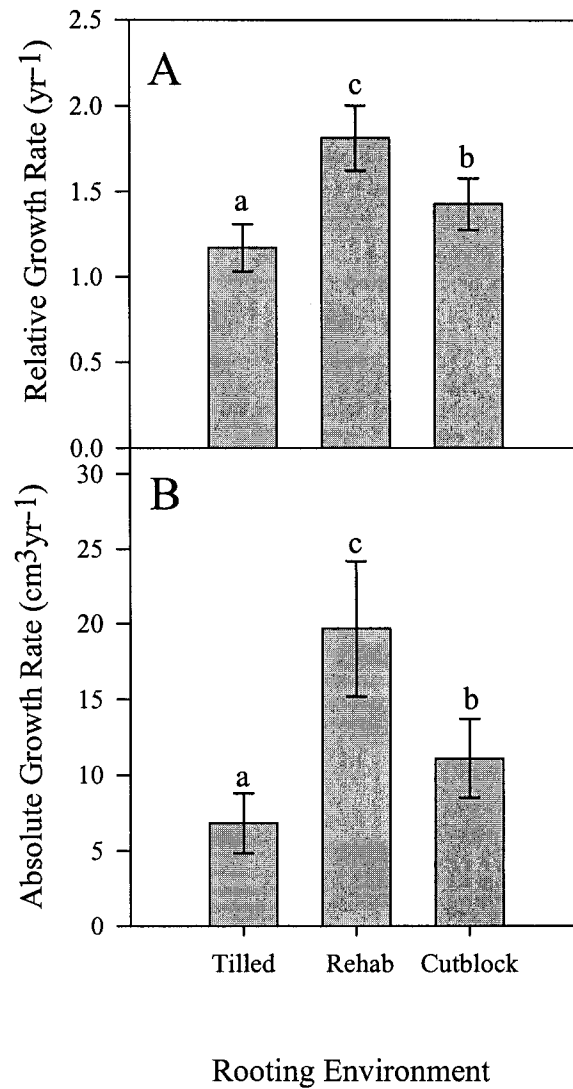 A
Relative Growth Rate (yr-1)
2.5
2.0
1.5
1.0
0.5
0.0
a
c
b
B
Absolute Growth Rate (cm3yr-1)
30
25
20
15
10
5
0
a
c
b
Tilled Rehab Cutblock
Rooting Environment